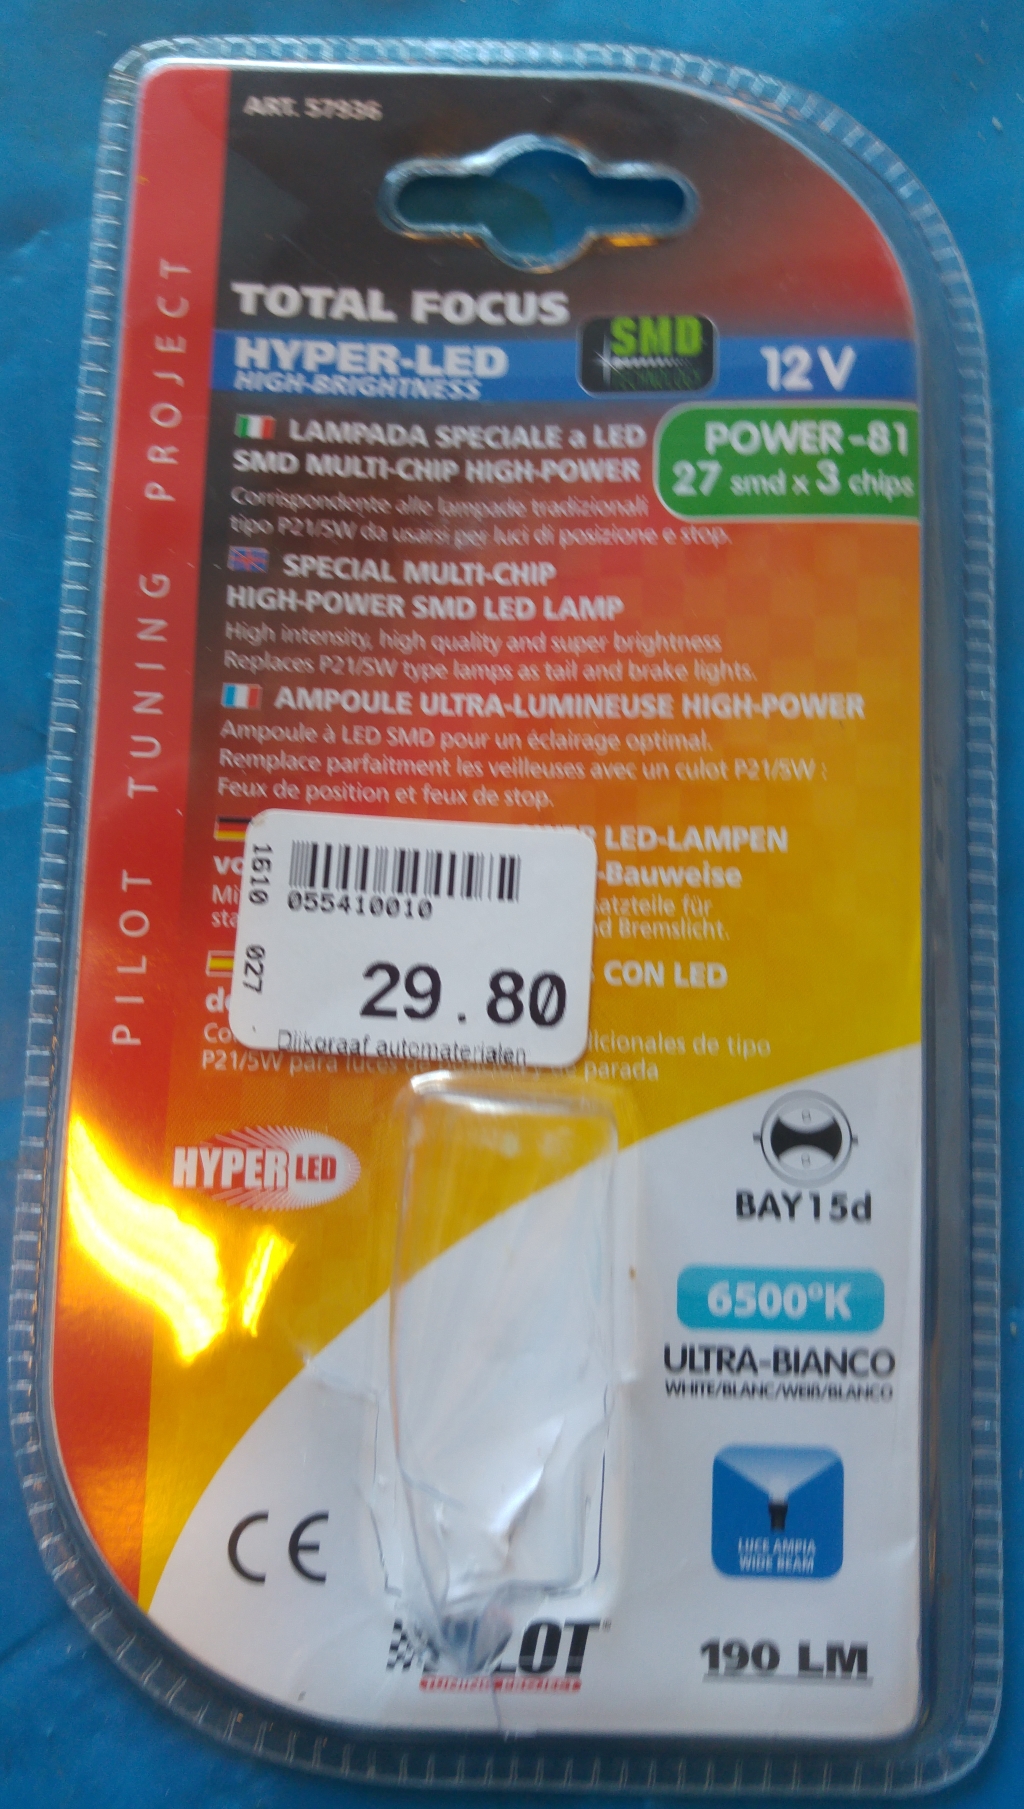 ART. 57936
PILOT TUNING PROJECT
TOTAL FOCUS
HYPER-LED
HIGH-BRIGHTNESS
SMD
TECHNOLOGY
12 V
POWER-81
27 smd x 3 chips
LAMPADA SPECIALE a LED
SMD MULTI-CHIP HIGH-POWER
Corrispondente alle lampade tradizionali
tipo P21/5W da usarsi per luci di posizione e stop.
SPECIAL MULTI-CHIP
HIGH-POWER SMD LED LAMP
High intensity, high quality and super brightness
Replaces P21/5W type lamps as tail and brake lights.
AMPOULE ULTRA-LUMINEUSE HIGH-POWER
Ampoule à LED SMD pour un éclairage optimal.
Remplace parfaitment les veilleuses avec un culot P21/5W :
Feux de position et feux de stop.
LED-LAMPEN
-Bauweise
für
Bremslicht.
1610 027
055410010
29.80
Dijkgraaf automaterialen
CON LED
de tipo
P21/5W para luces de parada
HYPER LED
BAY15d
6500°K
ULTRA-BIANCO
WHITE/BLANC/WEIß/BLANCO
LUCE AMPIA
WIDE BEAM
CE
190 LM